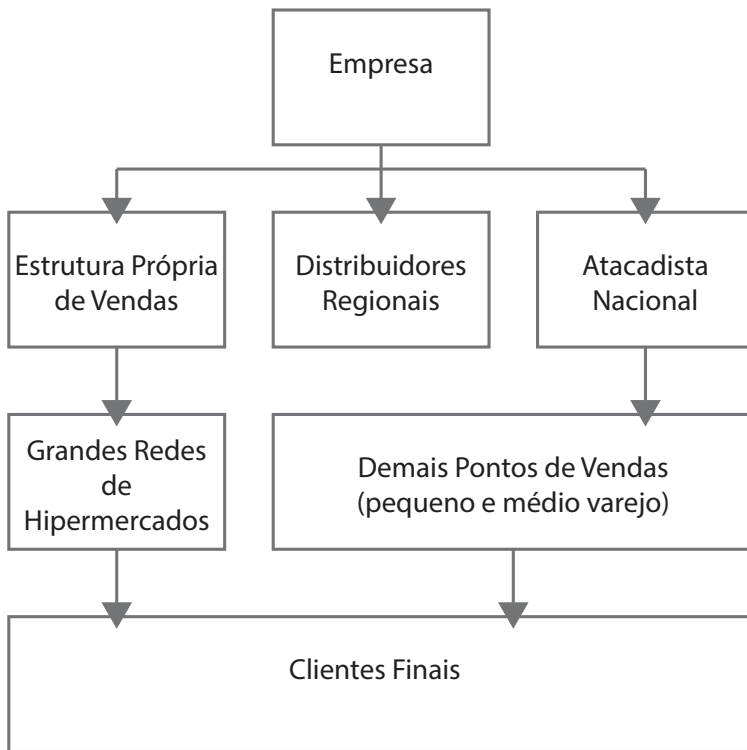 Empresa
Estrutura Própria
de Vendas
Distribuidores
Regionais
Atacadista
Nacional
Grandes Redes
de
Hipermercados
Demais Pontos de Vendas
(pequeno e médio varejo)
Clientes Finais